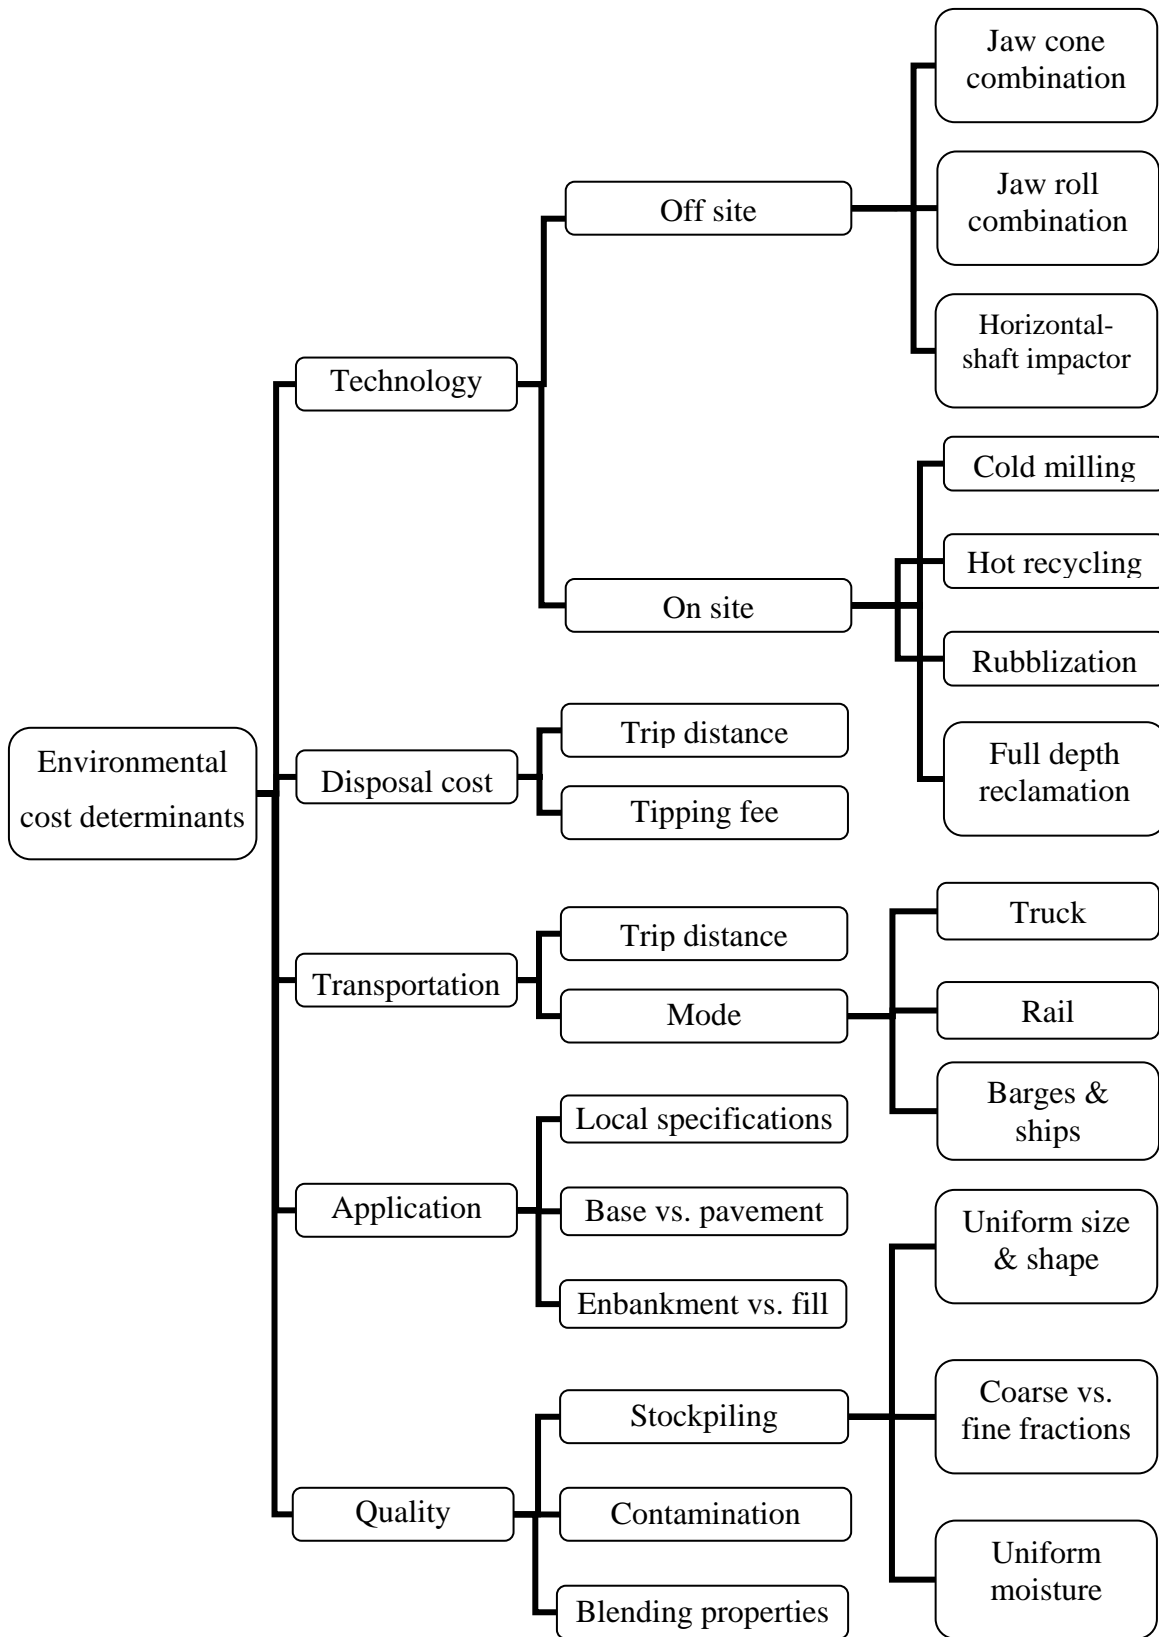 Jaw cone
combination
Jaw roll
combination
Off site
Horizontal-
shaft impactor
Technology
Cold milling
Hot recycling
On site
Rubblization
Full depth
reclamation
Environmental
cost determinants
Trip distance
Disposal cost
Tipping fee
Truck
Trip distance
Transportation
Mode
Rail
Barges &
ships
Local specifications
Application
Base vs. pavement
Enbankment vs. fill
Uniform size
& shape
Stockpiling
Coarse vs.
fine fractions
Quality
Contamination
Blending properties
Uniform
moisture